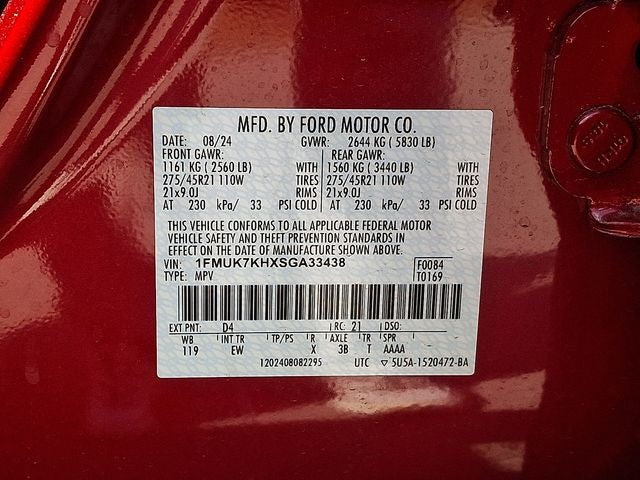 MFD. BY FORD MOTOR CO.
DATE: 08/24 GVWR: 2644 KG ( 5830 LB)
FRONT GAWR: REAR GAWR:
1161 KG ( 2560 LB) WITH 1560 KG ( 3440 LB) WITH
275/45R21 110W TIRES 275/45R21 110W TIRES
21x9.0J RIMS 21x9.0J RIMS
AT 230 kPa/ 33 PSI COLD AT 230 kPa/ 33 PSI COLD
THIS VEHICLE CONFORMS TO ALL APPLICABLE FEDERAL MOTOR
VEHICLE SAFETY AND THEFT PREVENTION STANDARDS IN
EFFECT ON THE DATE OF MANUFACTURE SHOWN ABOVE.
VIN: 1FMUK7KHXSGA33438 F0084
TYPE: MPV T0169
EXT PNT: D4 RC: 21 DSO:
WB INT TR TP/PS R AXLE TR SPR
119 EW X 3B T AAAA
1202408082295 UTC ▽ 5U5A-1520472-BA